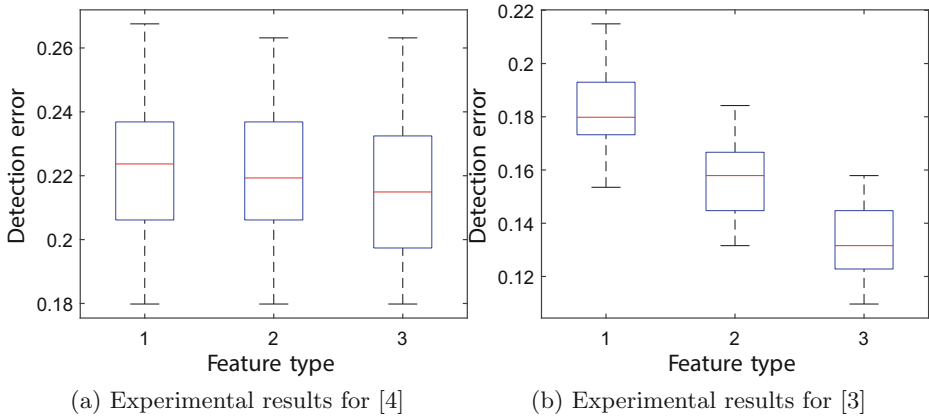 0.26
0.24
0.22
0.2
0.18
Detection error
1 2 3
Feature type
(a) Experimental results for [4]
0.22
0.2
0.18
0.16
0.14
0.12
Detection error
1 2 3
Feature type
(b) Experimental results for [3]